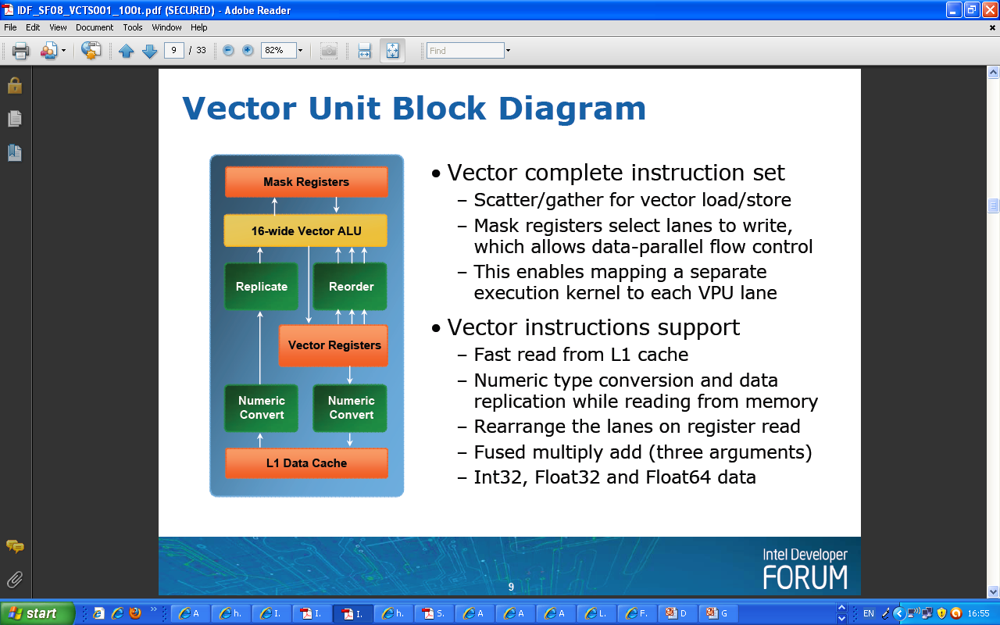 IDF_SF08_VCTS001_100t.pdf (SECURED) - Adobe Reader
File Edit View Document Tools Window Help
9 / 33 82% Find
Vector Unit Block Diagram
Mask Registers
16-wide Vector ALU
Replicate Reorder
Vector Registers
Numeric Convert
Numeric Convert
L1 Data Cache
• Vector complete instruction set
– Scatter/gather for vector load/store
– Mask registers select lanes to write,
which allows data-parallel flow control
– This enables mapping a separate
execution kernel to each VPU lane
• Vector instructions support
– Fast read from L1 cache
– Numeric type conversion and data
replication while reading from memory
– Rearrange the lanes on register read
– Fused multiply add (three arguments)
– Int32, Float32 and Float64 data
Intel Developer
FORUM
9
start A h. I. I. I. h. S. A A A L. F. D G EN 16:55